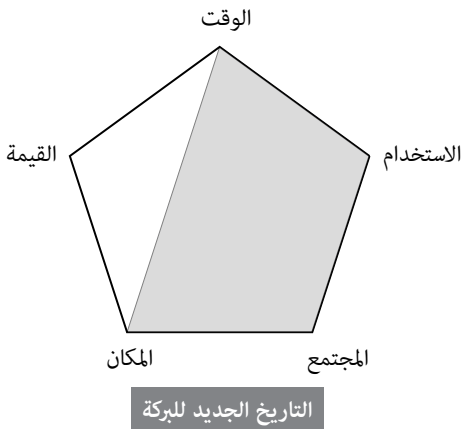 الوقت
الاستخدام
القيمة
المجتمع
المكان
التاريخ الجديد للبركة